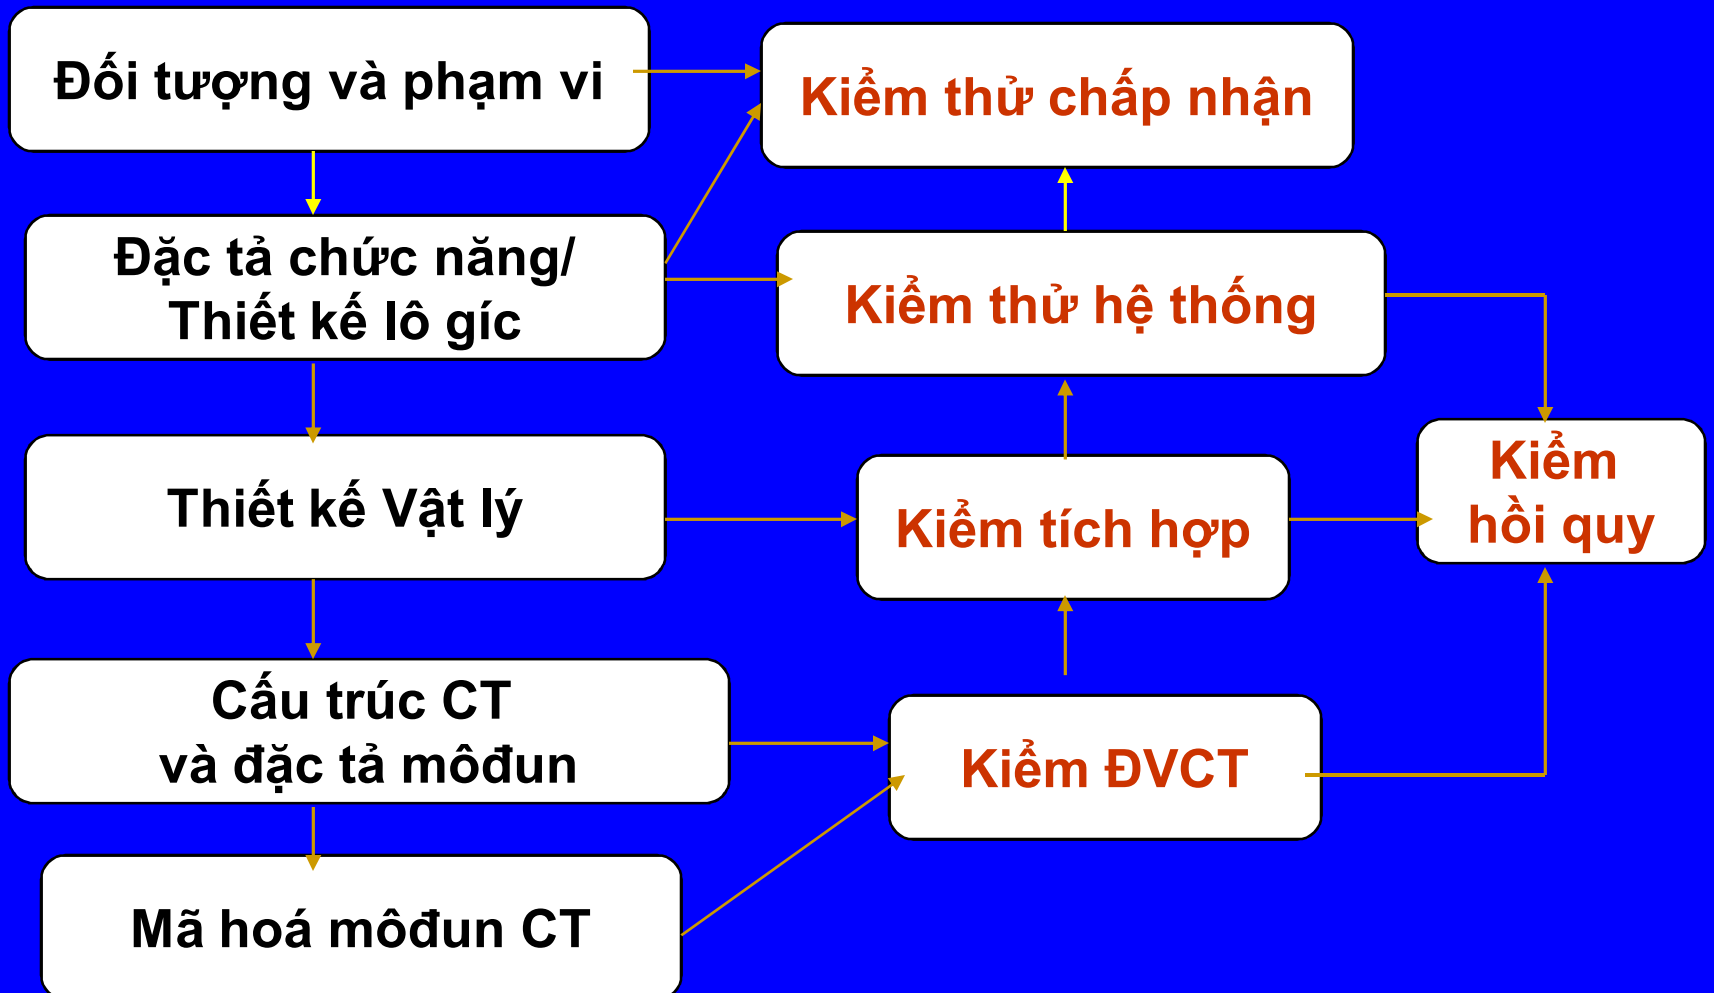 Đối tượng và phạm vi
Kiểm thử chấp nhận
Đặc tả chức năng/
Thiết kế lô gíc
Kiểm thử hệ thống
Thiết kế Vật lý
Kiểm tích hợp
Kiểm
hồi quy
Cấu trúc CT
và đặc tả môđun
Kiểm ĐVCT
Mã hoá môđun CT